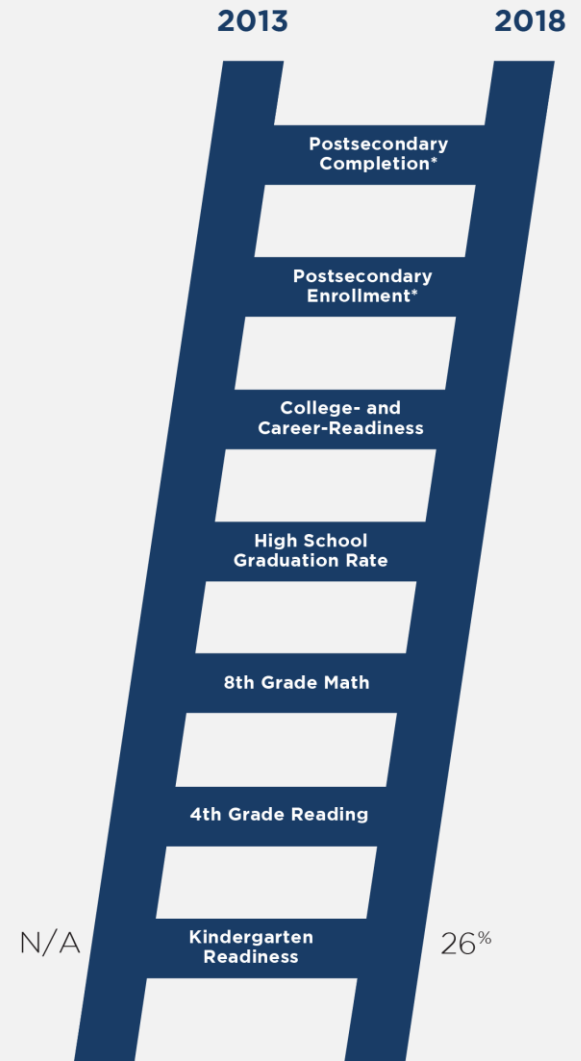 2013 2018
Postsecondary
Completion*
Postsecondary
Enrollment*
College- and
Career-Readiness
High School
Graduation Rate
8th Grade Math
4th Grade Reading
N/A
Kindergarten
Readiness
26%